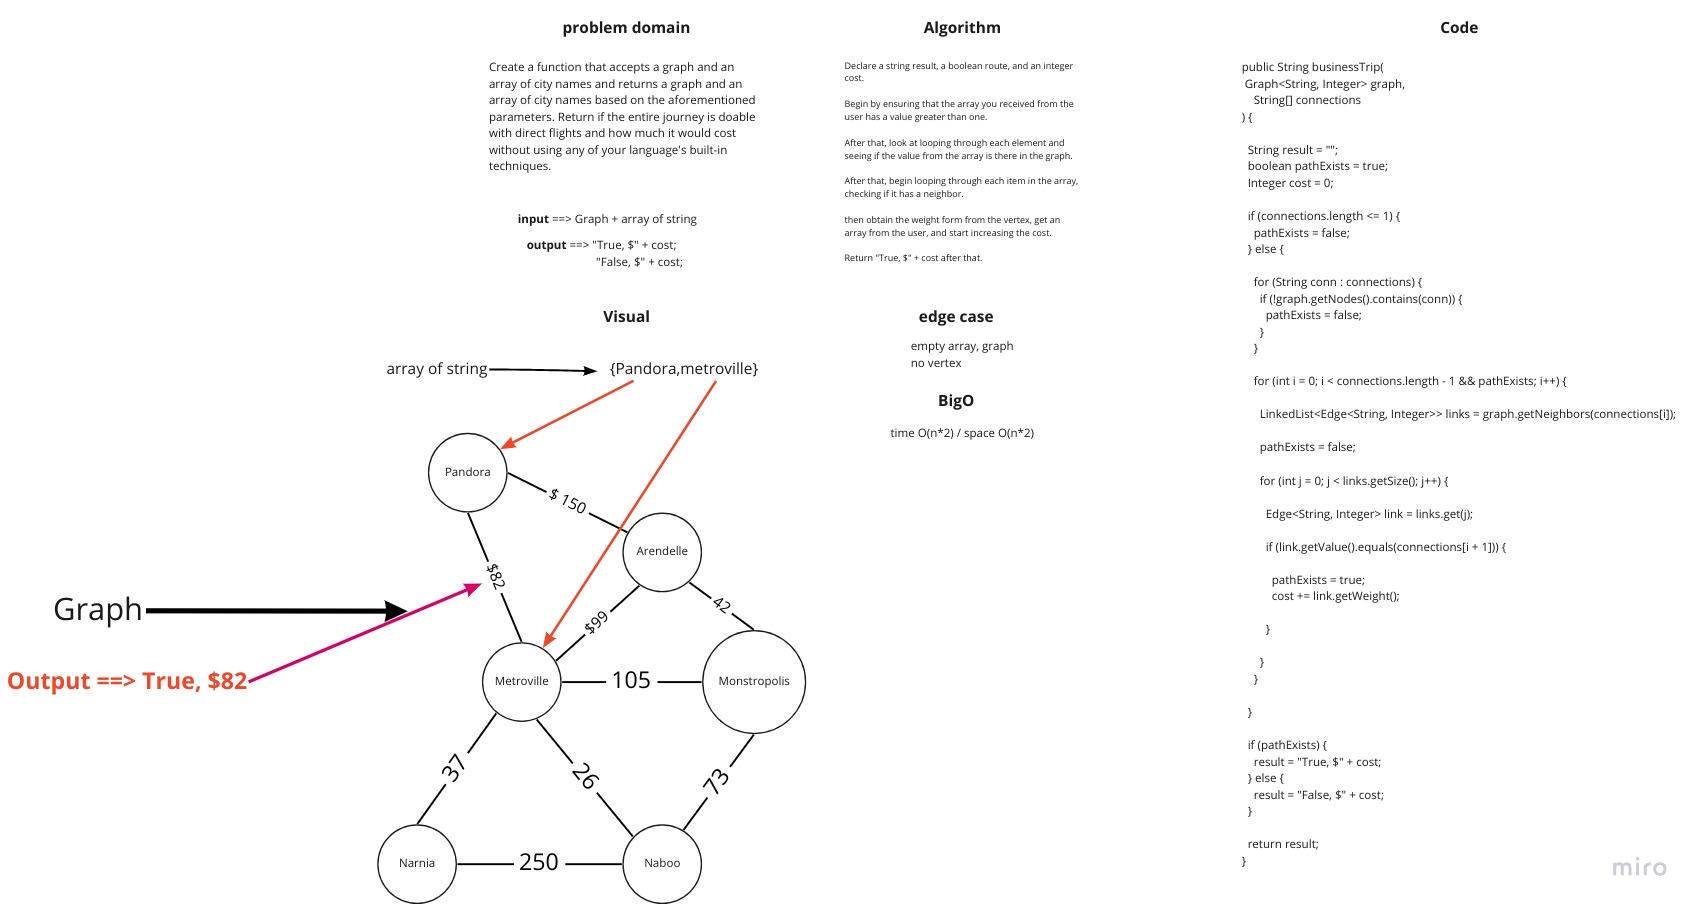 problem domain
Create a function that accepts a graph and an
array of city names and returns a graph and an
array of city names based on the aforementioned
parameters. Return if the entire journey is doable
with direct flights and how much it would cost
without using any of your language's built-in
techniques.
input ==> Graph + array of string
output ==> "True, $" + cost;
"False, $" + cost;
Visual
array of string
{Pandora,metroville}
Pandora
$ 150
Arendelle
$82
$99
42
Graph
Output ==> True, $82
Metroville
105
Monstropolis
37
26
73
Narnia
250
Naboo
Algorithm
Declare a string result, a boolean route, and an integer
cost.
Begin by ensuring that the array you received from the
user has a value greater than one.
After that, look at looping through each element and
seeing if the value from the array is there in the graph.
After that, begin looping through each item in the array,
checking if it has a neighbor.
then obtain the weight form from the vertex, get an
array from the user, and start increasing the cost.
Return "True, $" + cost after that.
edge case
empty array, graph
no vertex
BigO
time O(n*2) / space O(n*2)
Code
public String businessTrip(
Graph<String, Integer> graph,
String[] connections
) {
String result = "";
boolean pathExists = true;
Integer cost = 0;
if (connections.length <= 1) {
pathExists = false;
} else {
for (String conn : connections) {
if (!graph.getNodes().contains(conn)) {
pathExists = false;
}
}
for (int i = 0; i < connections.length - 1 && pathExists; i++) {
LinkedList<Edge<String, Integer>> links = graph.getNeighbors(connections[i]);
pathExists = false;
for (int j = 0; j < links.getSize(); j++) {
Edge<String, Integer> link = links.get(j);
if (link.getValue().equals(connections[i + 1])) {
pathExists = true;
cost += link.getWeight();
}
}
}
}
if (pathExists) {
result = "True, $" + cost;
} else {
result = "False, $" + cost;
}
return result;
}
miro